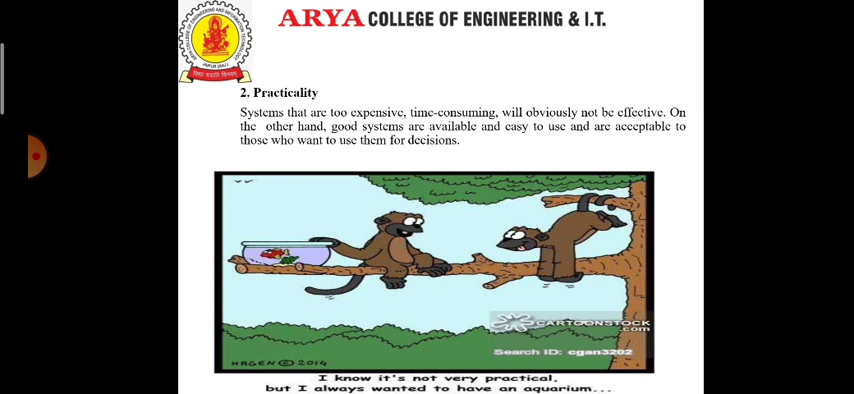 ARYA COLLEGE OF ENGINEERING & I.T.
2. Practicality
Systems that are too expensive, time-consuming, will obviously not be effective. On
the other hand, good systems are available and easy to use and are acceptable to
those who want to use them for decisions.
CARTOONSTOCK
.com
Search ID: cgan3202
HAGEN © 2014
I know it's not very practical,
but I always wanted to have an aquarium...